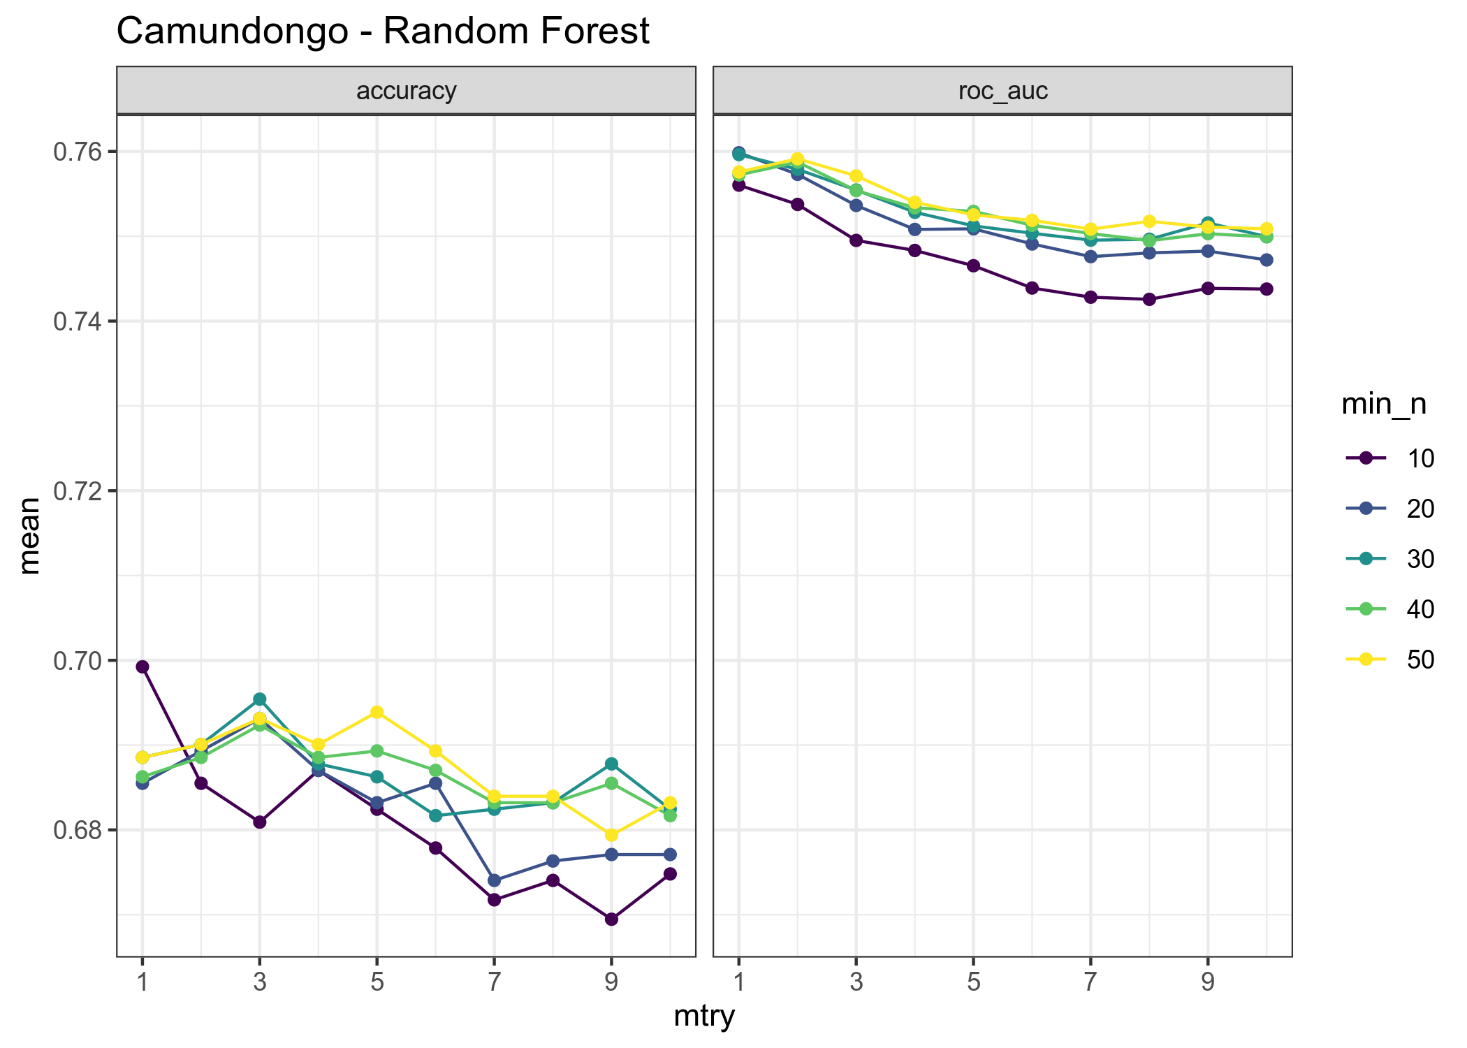 Camundongo - Random Forest
accuracy roc_auc
0.76
0.74
0.72
0.70
0.68
mean
1 3 5 7 9 1 3 5 7 9
mtry
min_n
10
20
30
40
50